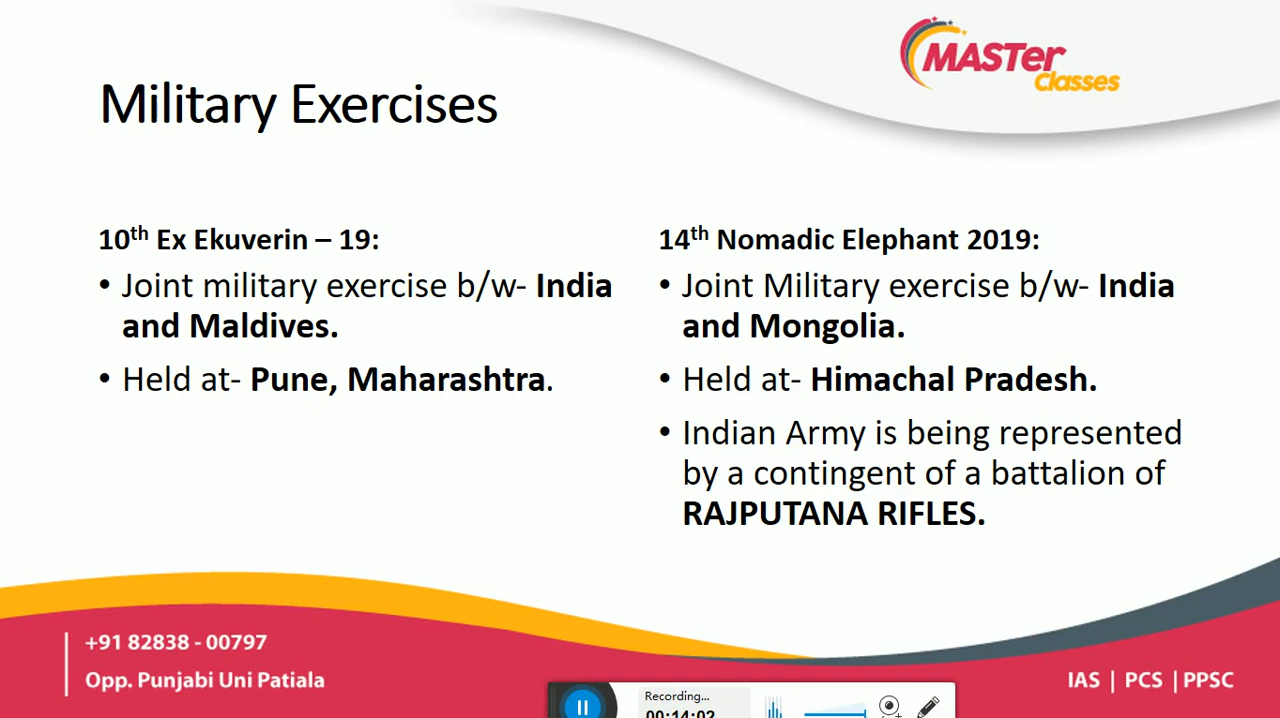 MASTer
Classes
Military Exercises
10th Ex Ekuverin – 19:
• Joint military exercise b/w- India
and Maldives.
• Held at- Pune, Maharashtra.
14th Nomadic Elephant 2019:
• Joint Military exercise b/w- India
and Mongolia.
• Held at- Himachal Pradesh.
• Indian Army is being represented
by a contingent of a battalion of
RAJPUTANA RIFLES.
+91 82838 - 00797
Opp. Punjabi Uni Patiala
IAS | PCS | PPSC
Recording...
00:14:02